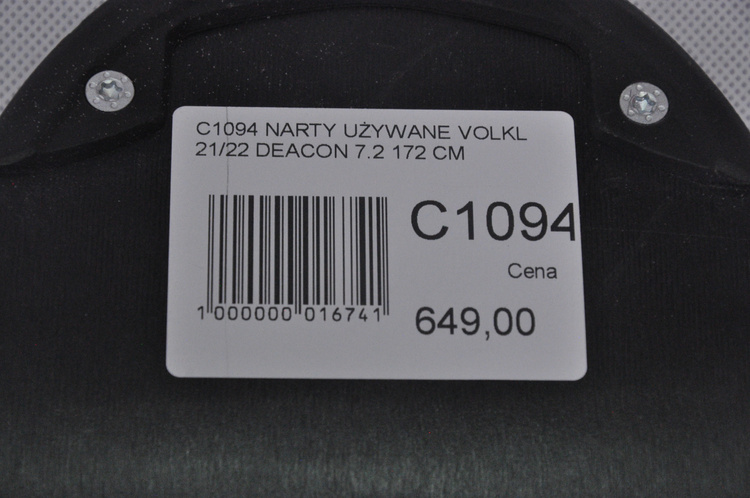 C1094 NARTY UŻYWANE VOLKL
21/22 DEACON 7.2 172 CM
C1094
Cena
1 000000 016741
649,00